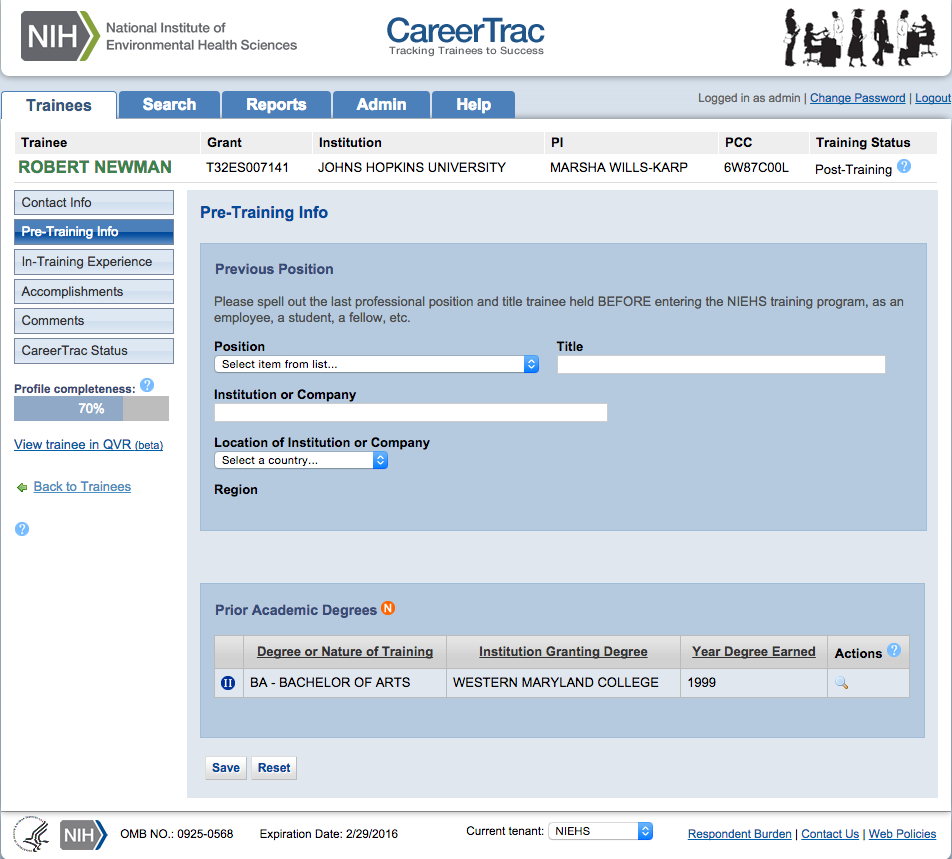 NIH National Institute of
Environmental Health Sciences
CareerTrac
Tracking Trainees to Success
Trainees Search Reports Admin Help
Logged in as admin | Change Password | Logout
Trainee Grant Institution PI PCC Training Status
ROBERT NEWMAN T32ES007141 JOHNS HOPKINS UNIVERSITY MARSHA WILLS-KARP 6W87C00L Post-Training ?
Contact Info
Pre-Training Info
In-Training Experience
Accomplishments
Comments
CareerTrac Status
Profile completeness: ?
70%
View trainee in QVR (beta)
Back to Trainees
?
Pre-Training Info
Previous Position
Please spell out the last professional position and title trainee held BEFORE entering the NIEHS training program, as an
employee, a student, a fellow, etc.
Position Title
Select item from list...
Institution or Company
Location of Institution or Company
Select a country...
Region
Prior Academic Degrees N
Degree or Nature of Training Institution Granting Degree Year Degree Earned Actions ?
II BA - BACHELOR OF ARTS WESTERN MARYLAND COLLEGE 1999
Save Reset
NIH OMB NO.: 0925-0568 Expiration Date: 2/29/2016 Current tenant: NIEHS Respondent Burden | Contact Us | Web Policies